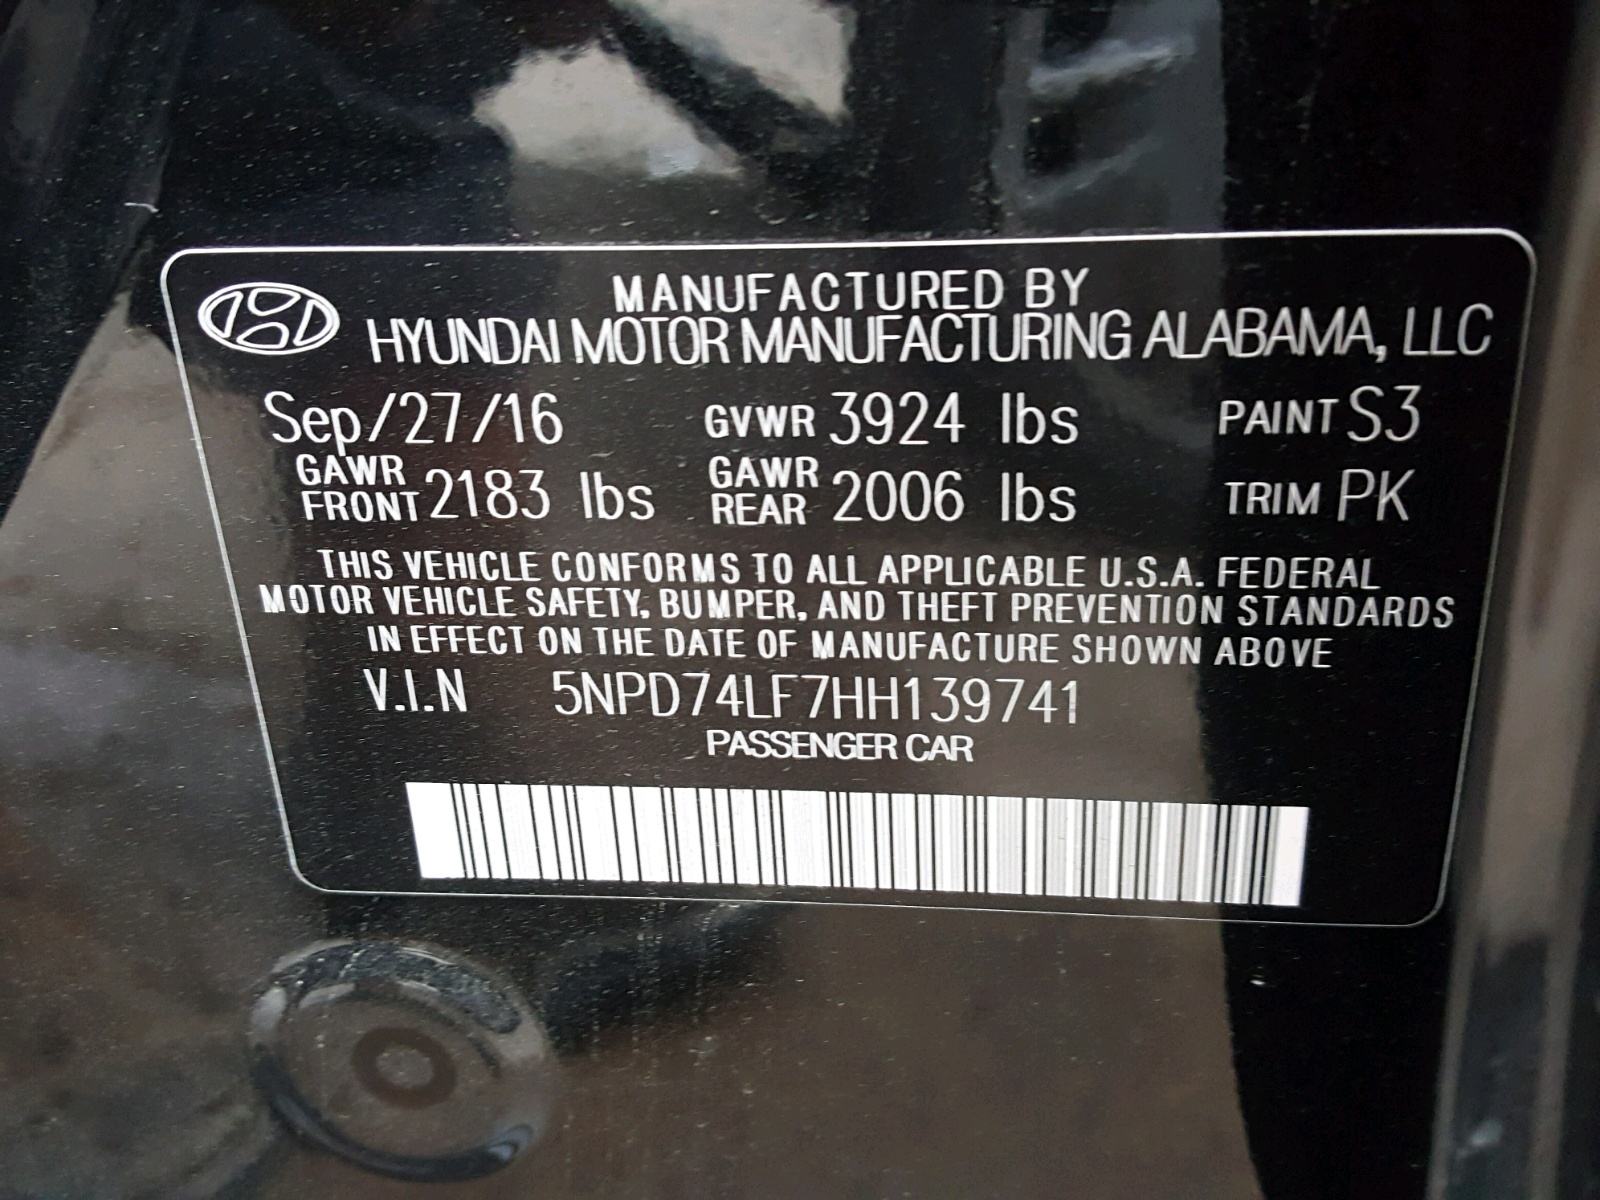 MANUFACTURED BY
HYUNDAI MOTOR MANUFACTURING ALABAMA, LLC
Sep/27/16 GVWR 3924 lbs PAINT S3
GAWR FRONT 2183 lbs GAWR REAR 2006 lbs TRIM PK
THIS VEHICLE CONFORMS TO ALL APPLICABLE U.S.A. FEDERAL
MOTOR VEHICLE SAFETY, BUMPER, AND THEFT PREVENTION STANDARDS
IN EFFECT ON THE DATE OF MANUFACTURE SHOWN ABOVE
V.I.N 5NPD74LF7HH139741
PASSENGER CAR